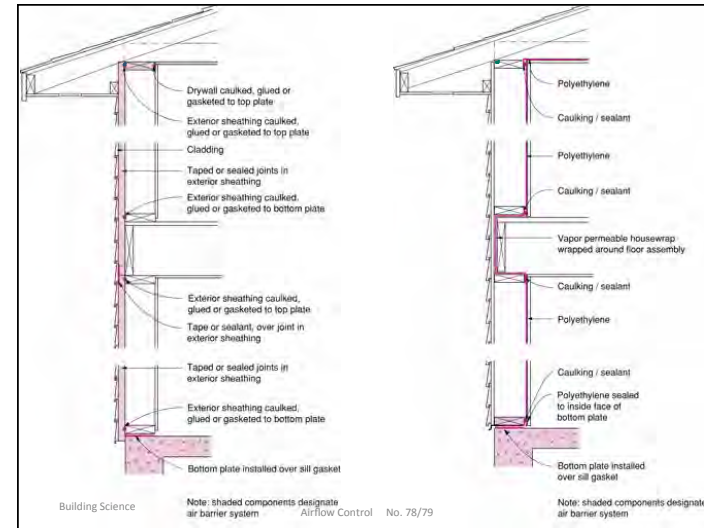 Drywall caulked, glued or
gasketed to top plate
Exterior sheathing caulked,
glued or gasketed to top plate
Cladding
Taped or sealed joints in
exterior sheathing
Exterior sheathing caulked,
glued or gasketed to bottom plate
Exterior sheathing caulked,
glued or gasketed to top plate
Tape or sealant, over joint in
exterior sheathing
Taped or sealed joints in
exterior sheathing
Exterior sheathing caulked,
glued or gasketed to bottom plate
Bottom plate installed over sill gasket
Note: shaded components designate
air barrier system
Polyethylene
Caulking / sealant
Polyethylene
Caulking / sealant
Vapor permeable housewrap
wrapped around floor assembly
Caulking / sealant
Polyethylene
Caulking / sealant
Polyethylene sealed
to inside face of
bottom plate
Bottom plate installed
over sill gasket
Note: shaded components designate
air barrier system
Building Science
Airflow Control No. 78/79